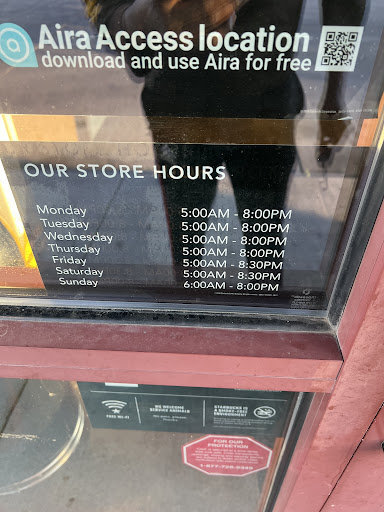 Aira Access location
download and use Aira for free
OUR STORE HOURS
Monday 5:00AM - 8:00PM
Tuesday 5:00AM - 8:00PM
Wednesday 5:00AM - 8:00PM
Thursday 5:00AM - 8:00PM
Friday 5:00AM - 8:30PM
Saturday 5:00AM - 8:30PM
Sunday 6:00AM - 8:00PM
FREE WI-FI
WE WELCOME
SERVICE ANIMALS
No pets, please.
STARBUCKS IS
A SMOKE-FREE
ENVIRONMENT
FOR OUR
PROTECTION